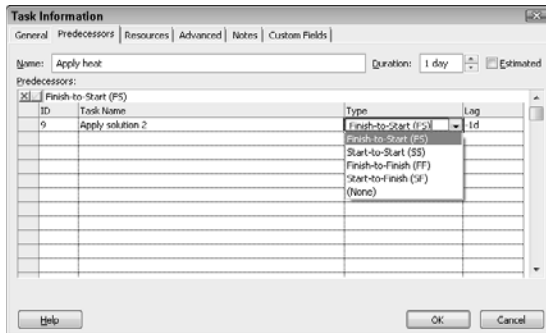 Task Information
General Predecessors Resources Advanced Notes Custom Fields
Name: Apply heat Duration: 1 day Estimated
Predecessors:
Finish-to-Start (FS)
ID Task Name Type Lag
9 Apply solution 2 Finish-to-Start (FS) -1d
Finish-to-Start (FS)
Start-to-Start (SS)
Finish-to-Finish (FF)
Start-to-Finish (SF)
(None)
Help OK Cancel